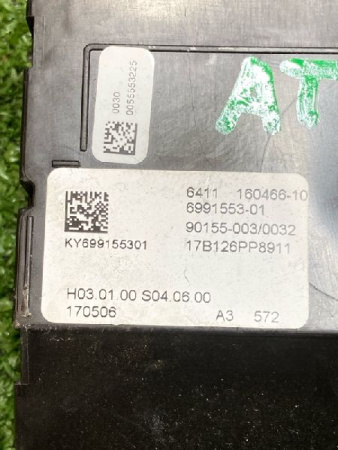 0030
0055563225
AT
6411 160466-10
6991553-01
90155-003/0032
KY699155301
17B126PP8911
H03.01.00 S04.06.00
170506
A3 572